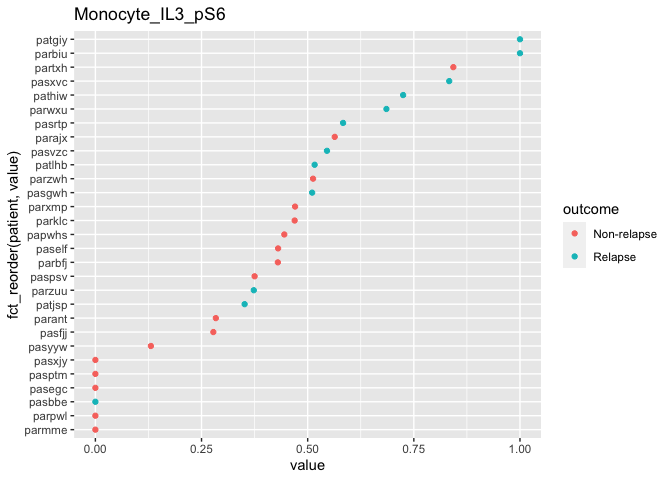 Monocyte_IL3_pS6
fct_reorder(patient, value)
patgiy
parbiu
partxh
pasxvc
pathiw
parwxu
pasrtp
parajx
pasvzc
patlhb
parzwh
pasgwh
parxmp
parklc
papwhs
paself
parbfj
paspsv
parzuu
patjsp
parant
pasfjj
pasyyw
pasxjy
pasptm
pasegc
pasbbe
parpwl
parmme
0.00 0.25 0.50 0.75 1.00
value
outcome
Non-relapse
Relapse